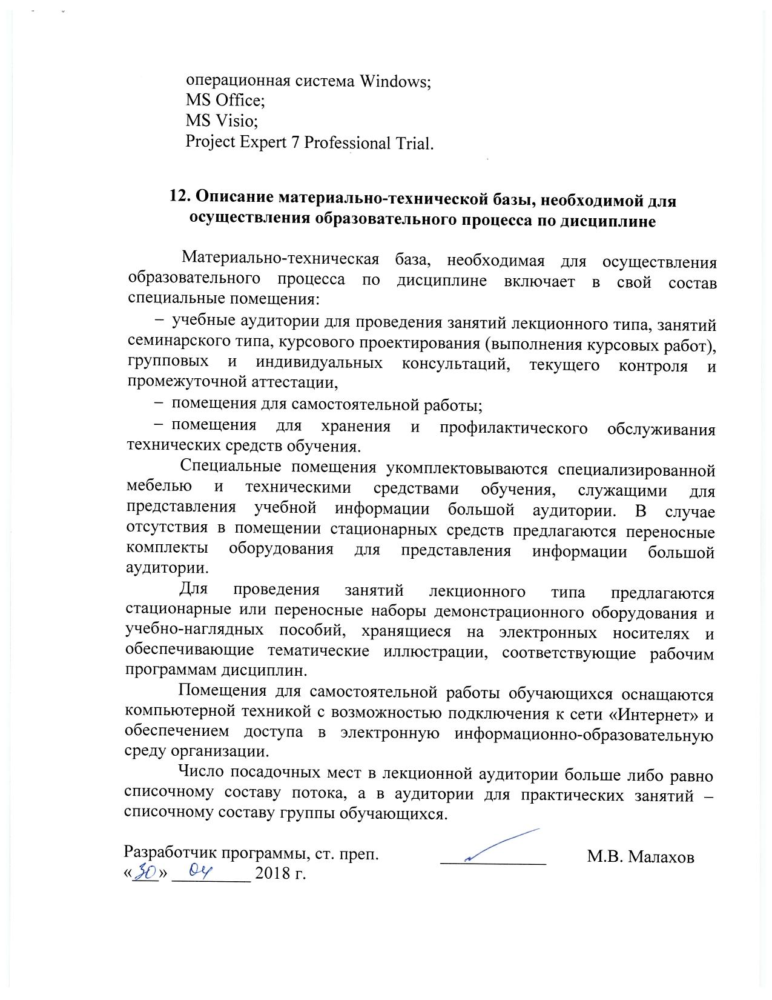 операционная система Windows;
MS Office;
MS Visio;
Project Expert 7 Professional Trial.
12. Описание материально-технической базы, необходимой для
осуществления образовательного процесса по дисциплине
Материально-техническая база, необходимая для осуществления
образовательного процесса по дисциплине включает в свой состав
специальные помещения:
– учебные аудитории для проведения занятий лекционного типа, занятий
семинарского типа, курсового проектирования (выполнения курсовых работ),
групповых и индивидуальных консультаций, текущего контроля и
промежуточной аттестации,
– помещения для самостоятельной работы;
– помещения для хранения и профилактического обслуживания
технических средств обучения.
Специальные помещения укомплектовываются специализированной
мебелью и техническими средствами обучения, служащими для
представления учебной информации большой аудитории. В случае
отсутствия в помещении стационарных средств предлагаются переносные
комплекты оборудования для представления информации большой
аудитории.
Для проведения занятий лекционного типа предлагаются
стационарные или переносные наборы демонстрационного оборудования и
учебно-наглядных пособий, хранящиеся на электронных носителях и
обеспечивающие тематические иллюстрации, соответствующие рабочим
программам дисциплин.
Помещения для самостоятельной работы обучающихся оснащаются
компьютерной техникой с возможностью подключения к сети «Интернет» и
обеспечением доступа в электронную информационно-образовательную
среду организации.
Число посадочных мест в лекционной аудитории больше либо равно
списочному составу потока, а в аудитории для практических занятий –
списочному составу группы обучающихся.
Разработчик программы, ст. преп. ____________ М.В. Малахов
«30» 04 2018 г.